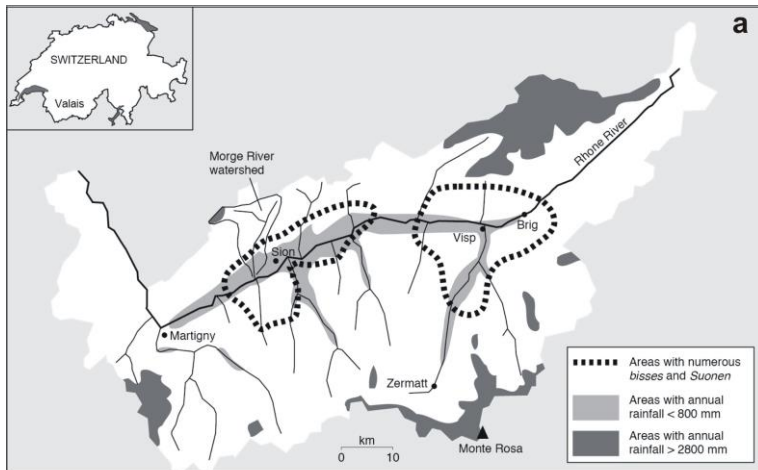 a
SWITZERLAND
Valais
Morge River
watershed
Rhone River
Sion
Visp
Brig
Martigny
Zermatt
Monte Rosa
km
0 10
Areas with numerous
bisses and Suonen
Areas with annual
rainfall < 800 mm
Areas with annual
rainfall > 2800 mm